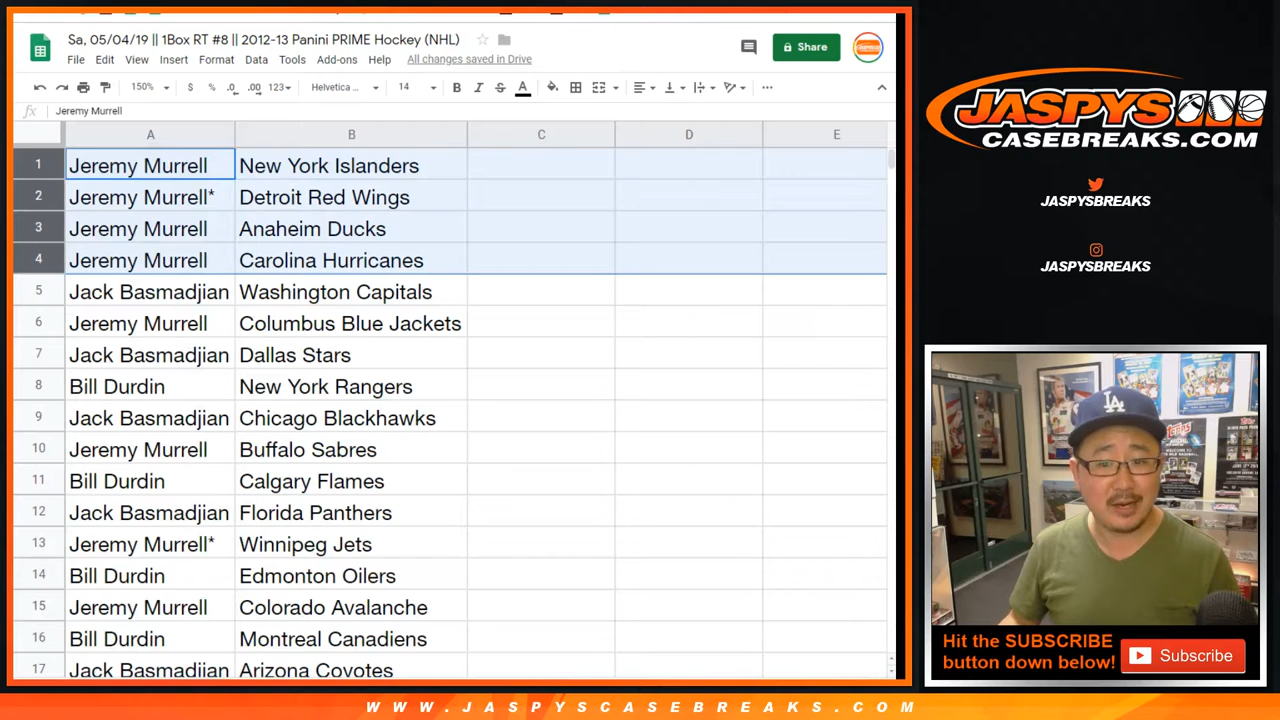 Sa, 05/04/19 || 1Box RT #8 || 2012-13 Panini PRIME Hockey (NHL)
File Edit View Insert Format Data Tools Add-ons Help All changes saved in Drive
Share
150% $ % .0 .00 123 Helvetica ... 14 B I S A
fx Jeremy Murrell
A B C D E
1 Jeremy Murrell New York Islanders
2 Jeremy Murrell* Detroit Red Wings
3 Jeremy Murrell Anaheim Ducks
4 Jeremy Murrell Carolina Hurricanes
5 Jack Basmadjian Washington Capitals
6 Jeremy Murrell Columbus Blue Jackets
7 Jack Basmadjian Dallas Stars
8 Bill Durdin New York Rangers
9 Jack Basmadjian Chicago Blackhawks
10 Jeremy Murrell Buffalo Sabres
11 Bill Durdin Calgary Flames
12 Jack Basmadjian Florida Panthers
13 Jeremy Murrell* Winnipeg Jets
14 Bill Durdin Edmonton Oilers
15 Jeremy Murrell Colorado Avalanche
16 Bill Durdin Montreal Canadiens
17 Jack Basmadjian Arizona Coyotes
JASPYS
CASEBREAKS.COM
JASPYSBREAKS
JASPYSBREAKS
LA
Hit the SUBSCRIBE
button down below!
Subscribe
WWW.JASPYSCASEBREAKS.COM